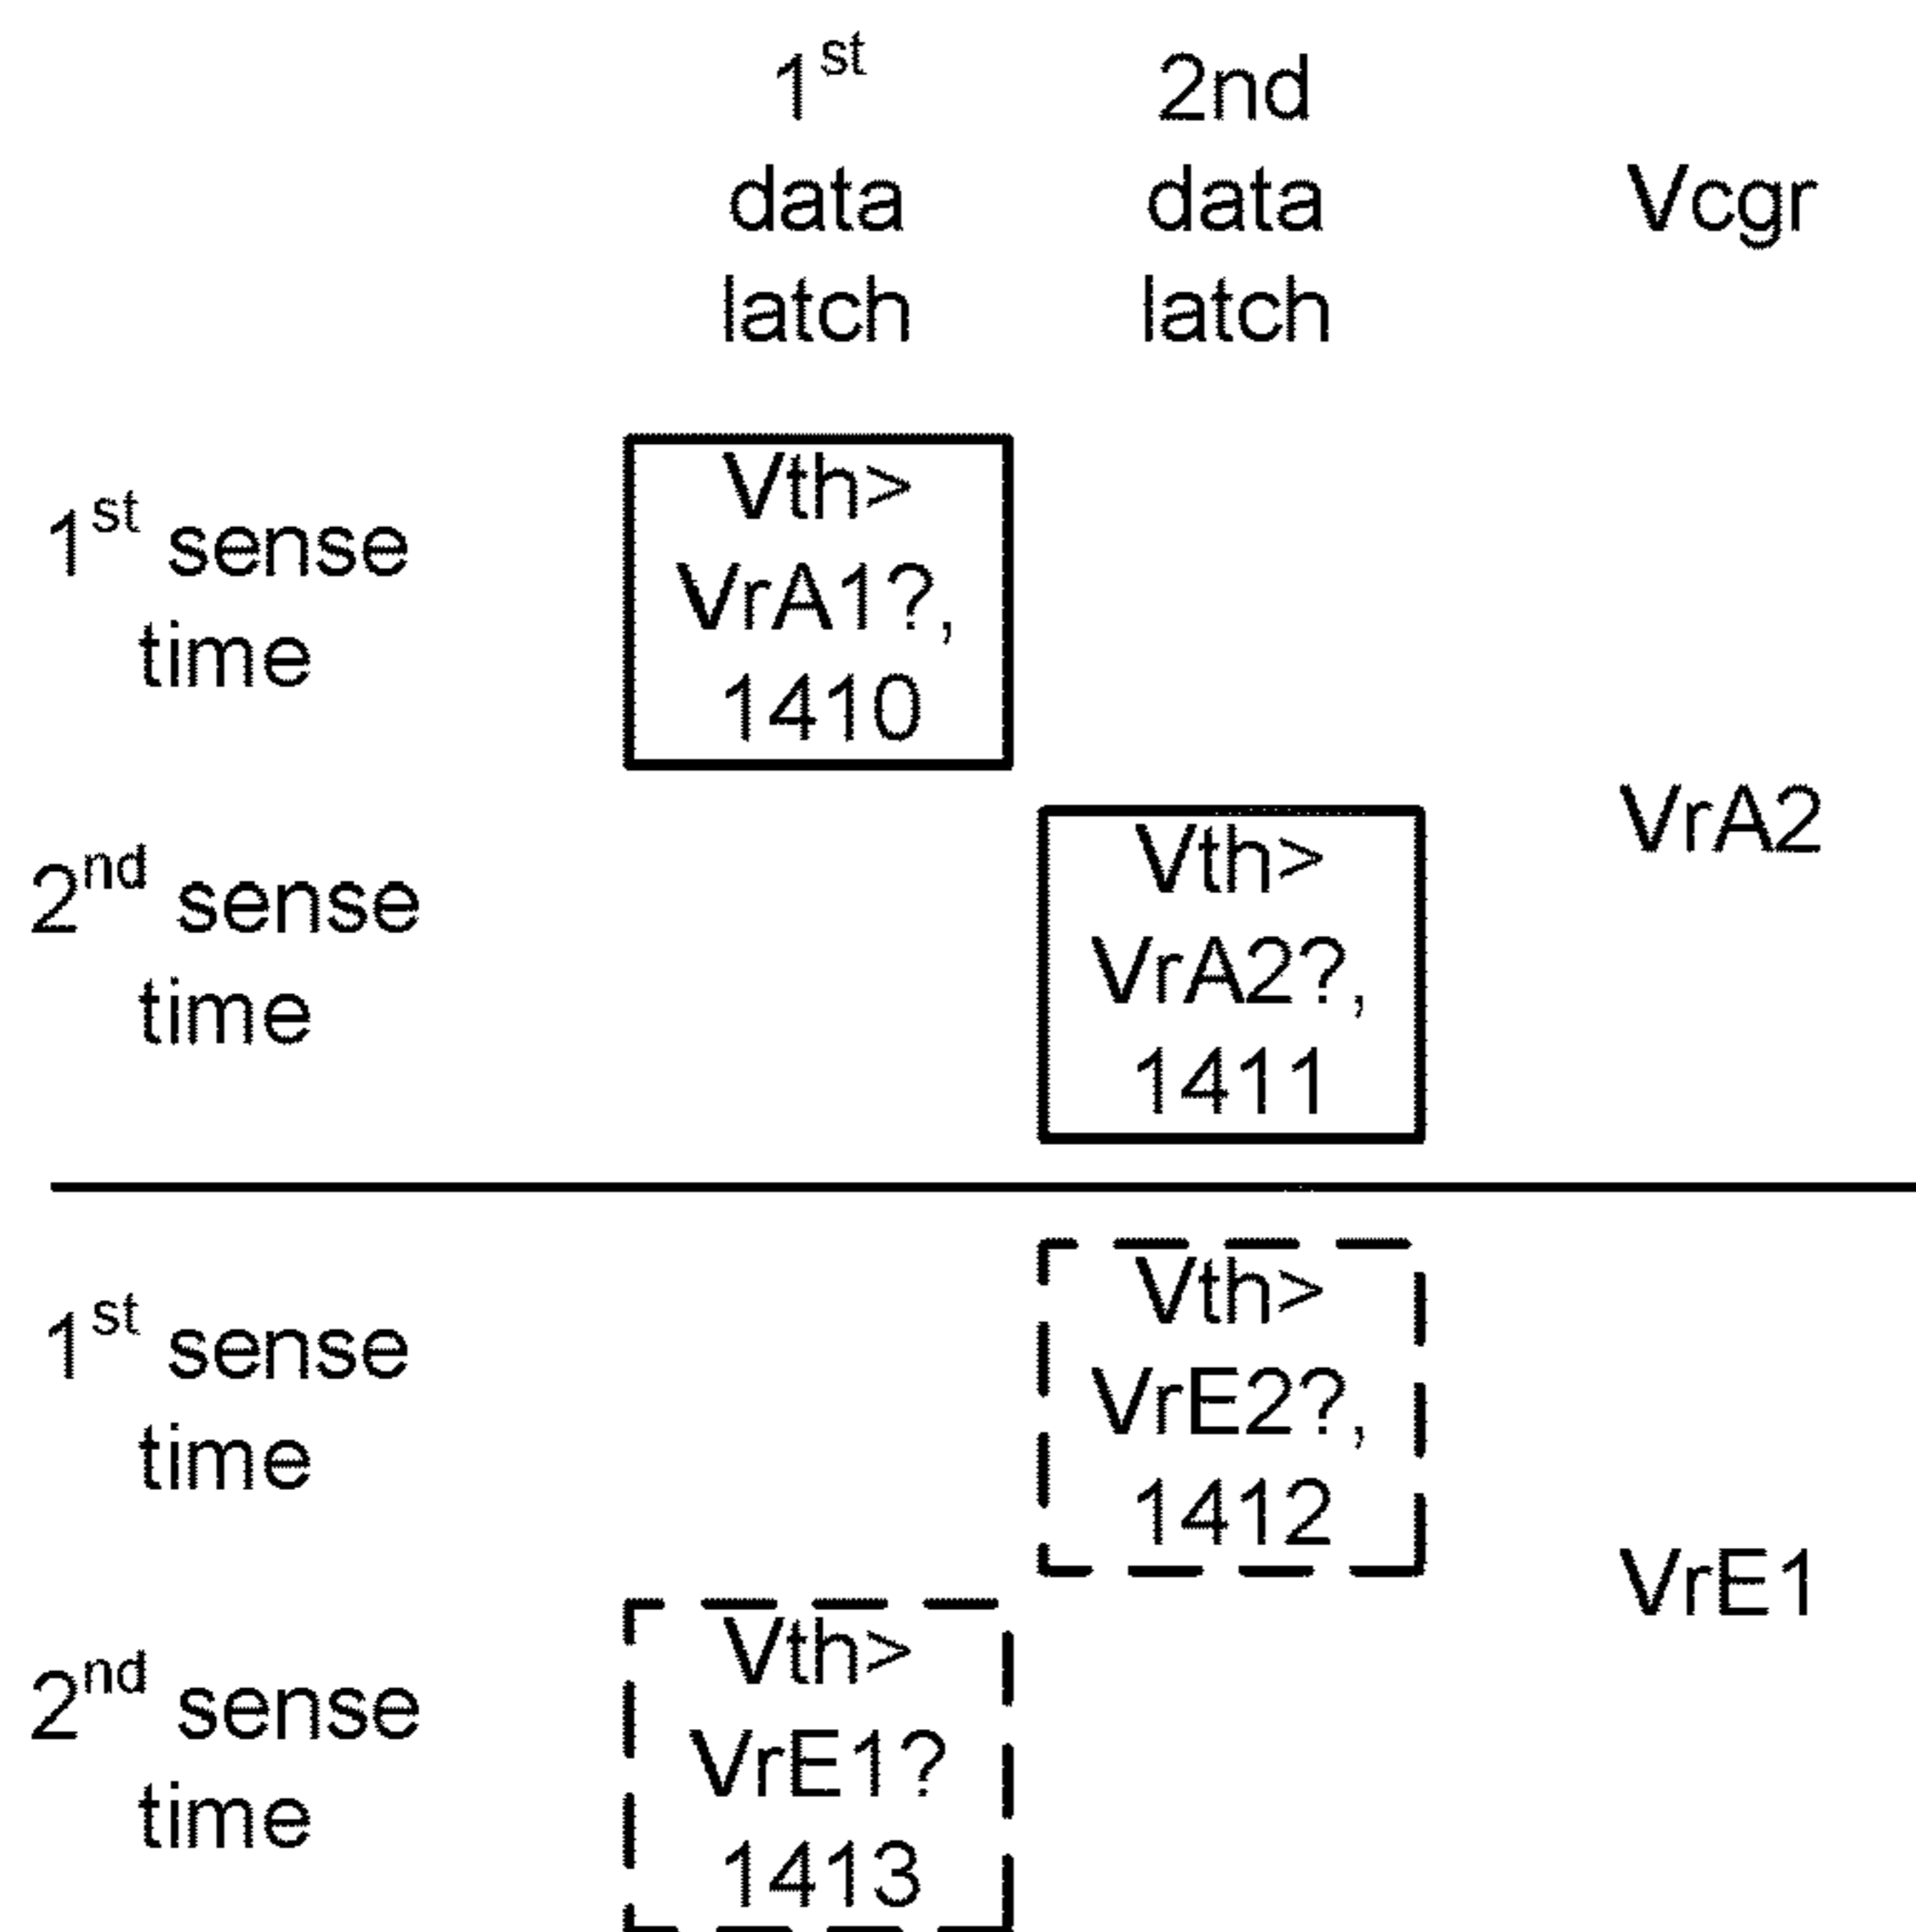 1st
data
latch
2nd
data
latch
Vcgr
1st sense
time
Vth>
VrA1?,
1410
2nd sense
time
Vth>
VrA2?,
1411
VrA2
1st sense
time
Vth>
VrE2?,
1412
VrE1
2nd sense
time
Vth>
VrE1?
1413